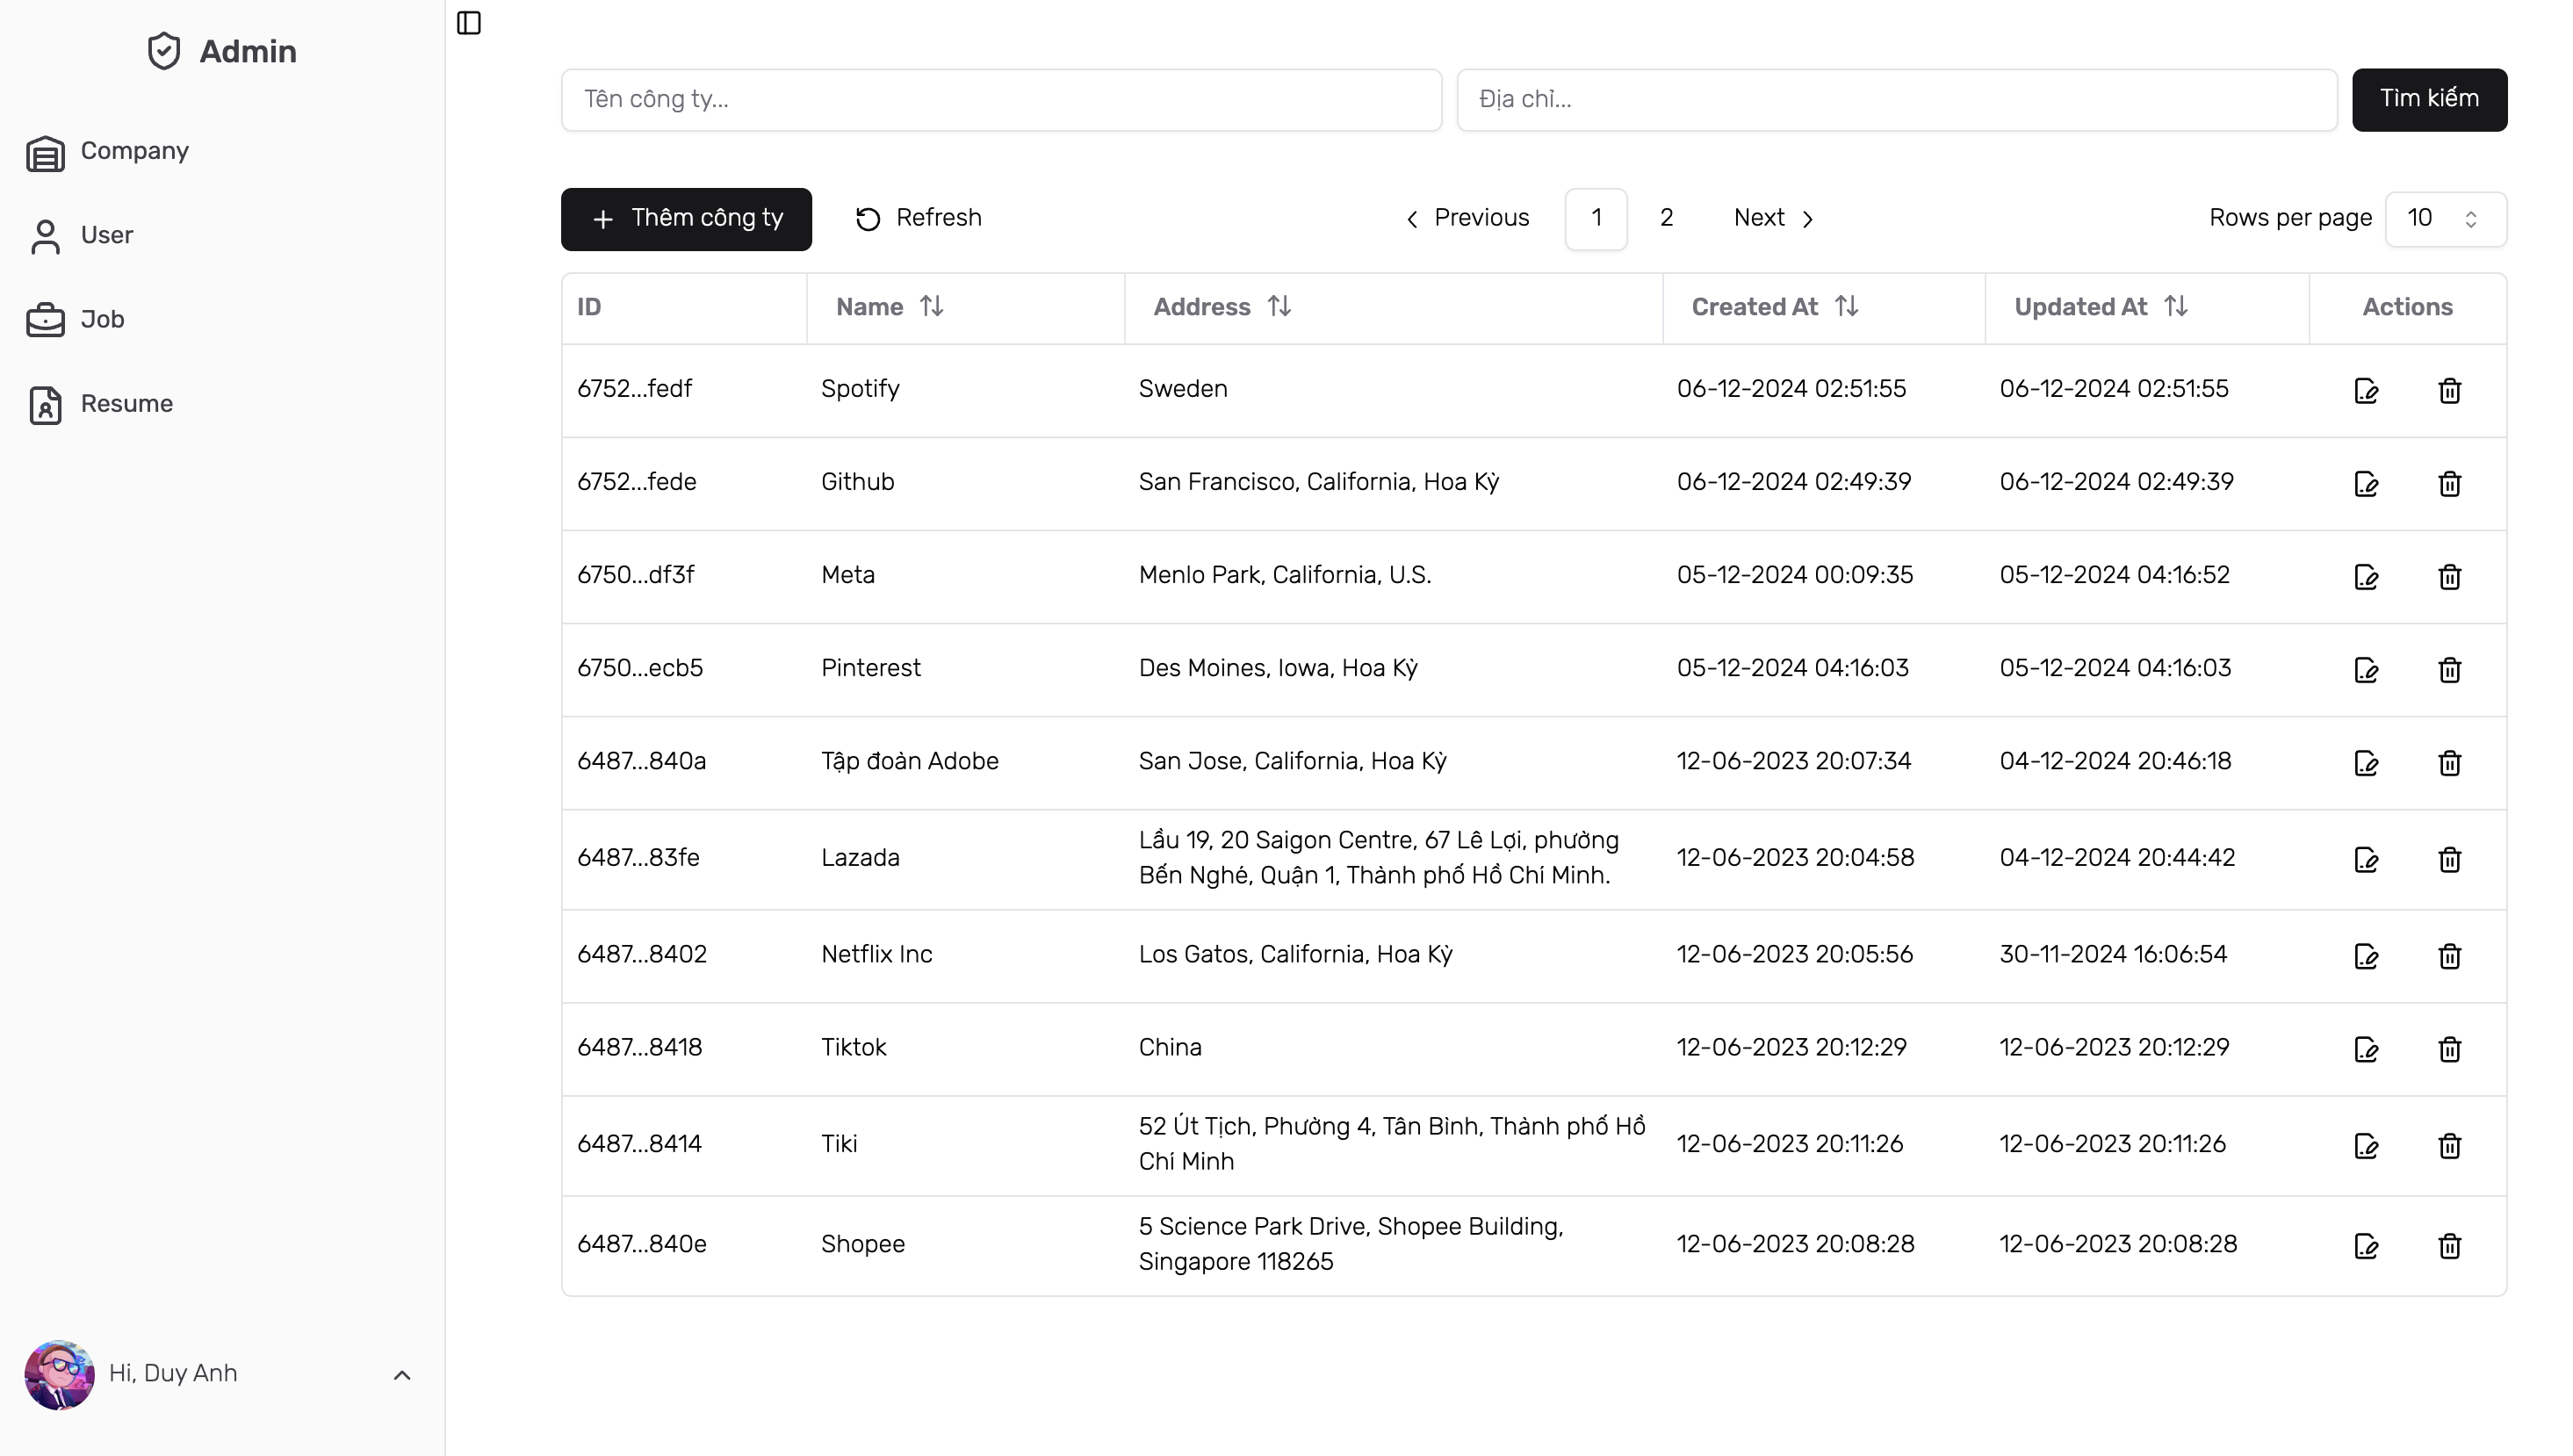 Admin
Company
User
Job
Resume
Hi, Duy Anh
Tên công ty...
Địa chỉ...
Tìm kiếm
Thêm công ty
Refresh
Previous 1 2 Next
Rows per page 10
ID Name Address Created At Updated At Actions
6752...fedf Spotify Sweden 06-12-2024 02:51:55 06-12-2024 02:51:55
6752...fede Github San Francisco, California, Hoa Kỳ 06-12-2024 02:49:39 06-12-2024 02:49:39
6750...df3f Meta Menlo Park, California, U.S. 05-12-2024 00:09:35 05-12-2024 04:16:52
6750...ecb5 Pinterest Des Moines, Iowa, Hoa Kỳ 05-12-2024 04:16:03 05-12-2024 04:16:03
6487...840a Tập đoàn Adobe San Jose, California, Hoa Kỳ 12-06-2023 20:07:34 04-12-2024 20:46:18
6487...83fe Lazada Lầu 19, 20 Saigon Centre, 67 Lê Lợi, phường
Bến Nghé, Quận 1, Thành phố Hồ Chí Minh. 12-06-2023 20:04:58 04-12-2024 20:44:42
6487...8402 Netflix Inc Los Gatos, California, Hoa Kỳ 12-06-2023 20:05:56 30-11-2024 16:06:54
6487...8418 Tiktok China 12-06-2023 20:12:29 12-06-2023 20:12:29
6487...8414 Tiki 52 Út Tịch, Phường 4, Tân Bình, Thành phố Hồ
Chí Minh 12-06-2023 20:11:26 12-06-2023 20:11:26
6487...840e Shopee 5 Science Park Drive, Shopee Building,
Singapore 118265 12-06-2023 20:08:28 12-06-2023 20:08:28